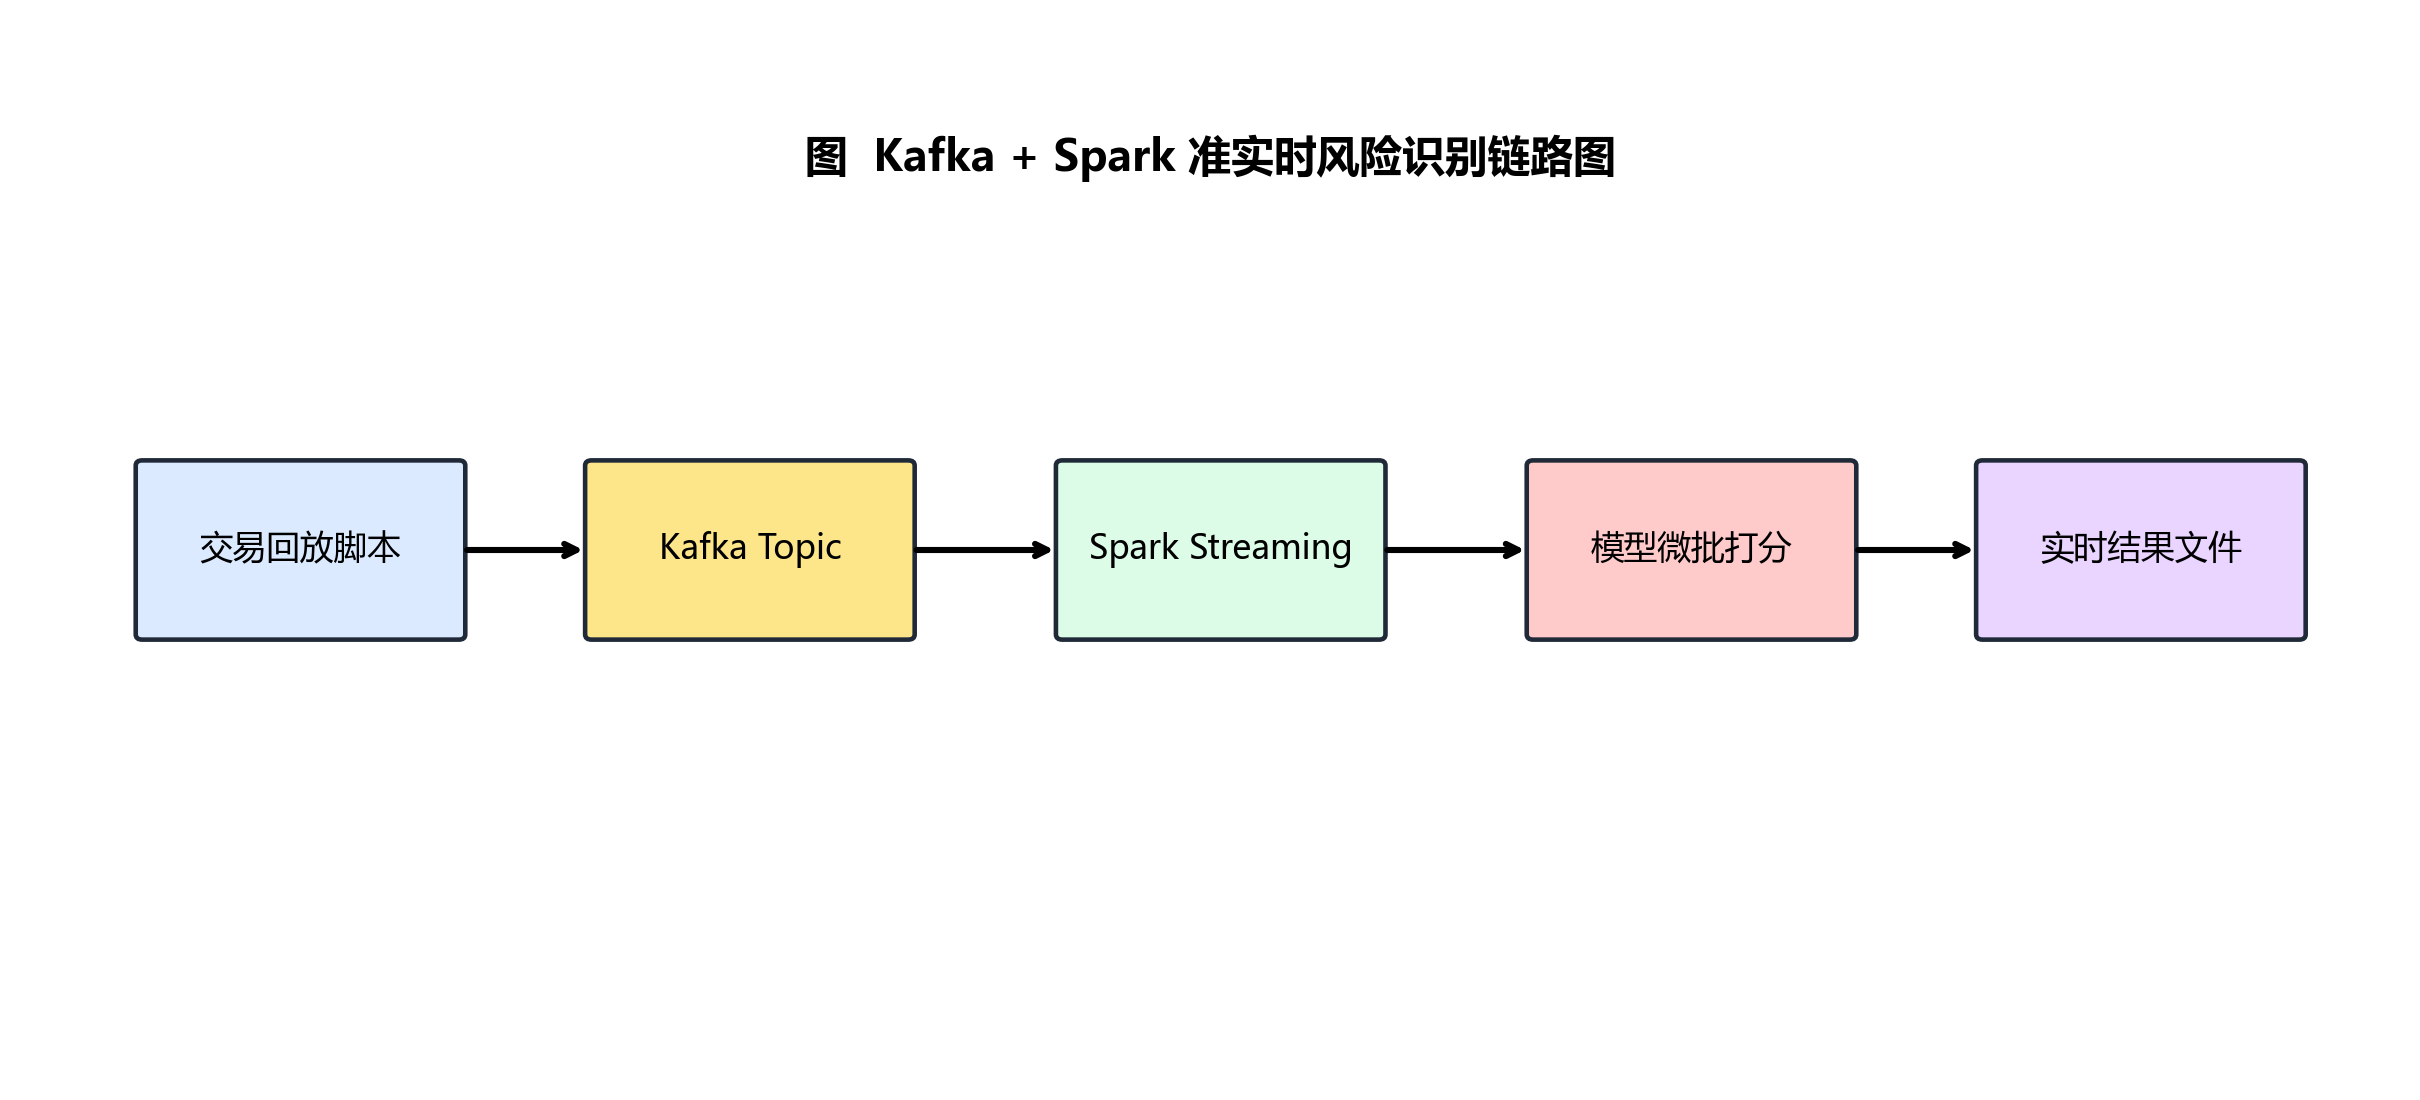 图  Kafka + Spark 准实时风险识别链路图
交易回放脚本
Kafka Topic
Spark Streaming
模型微批打分
实时结果文件